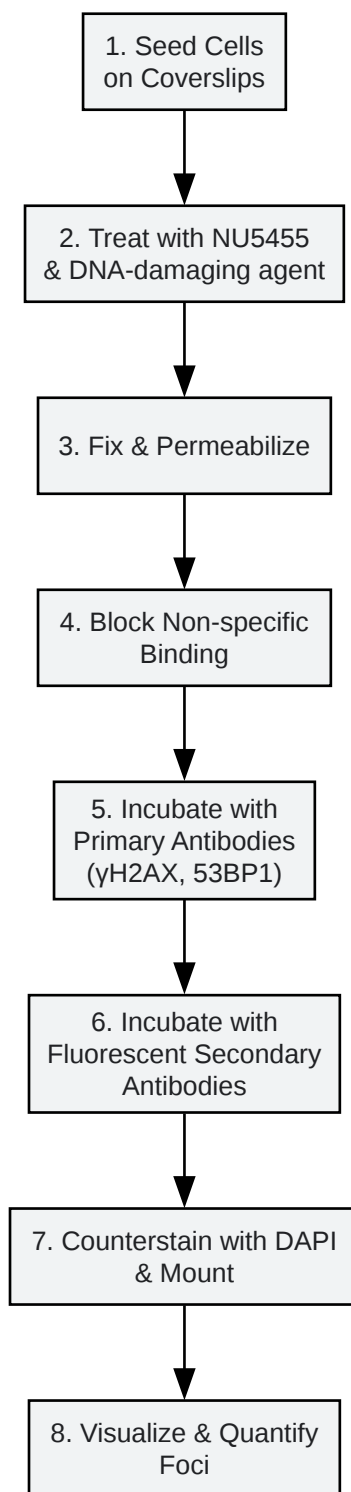 1. Seed Cells
on Coverslips
2. Treat with NU5455
& DNA-damaging agent
3. Fix & Permeabilize
4. Block Non-specific
Binding
5. Incubate with
Primary Antibodies
(γH2AX, 53BP1)
6. Incubate with
Fluorescent Secondary
Antibodies
7. Counterstain with DAPI
& Mount
8. Visualize & Quantify
Foci